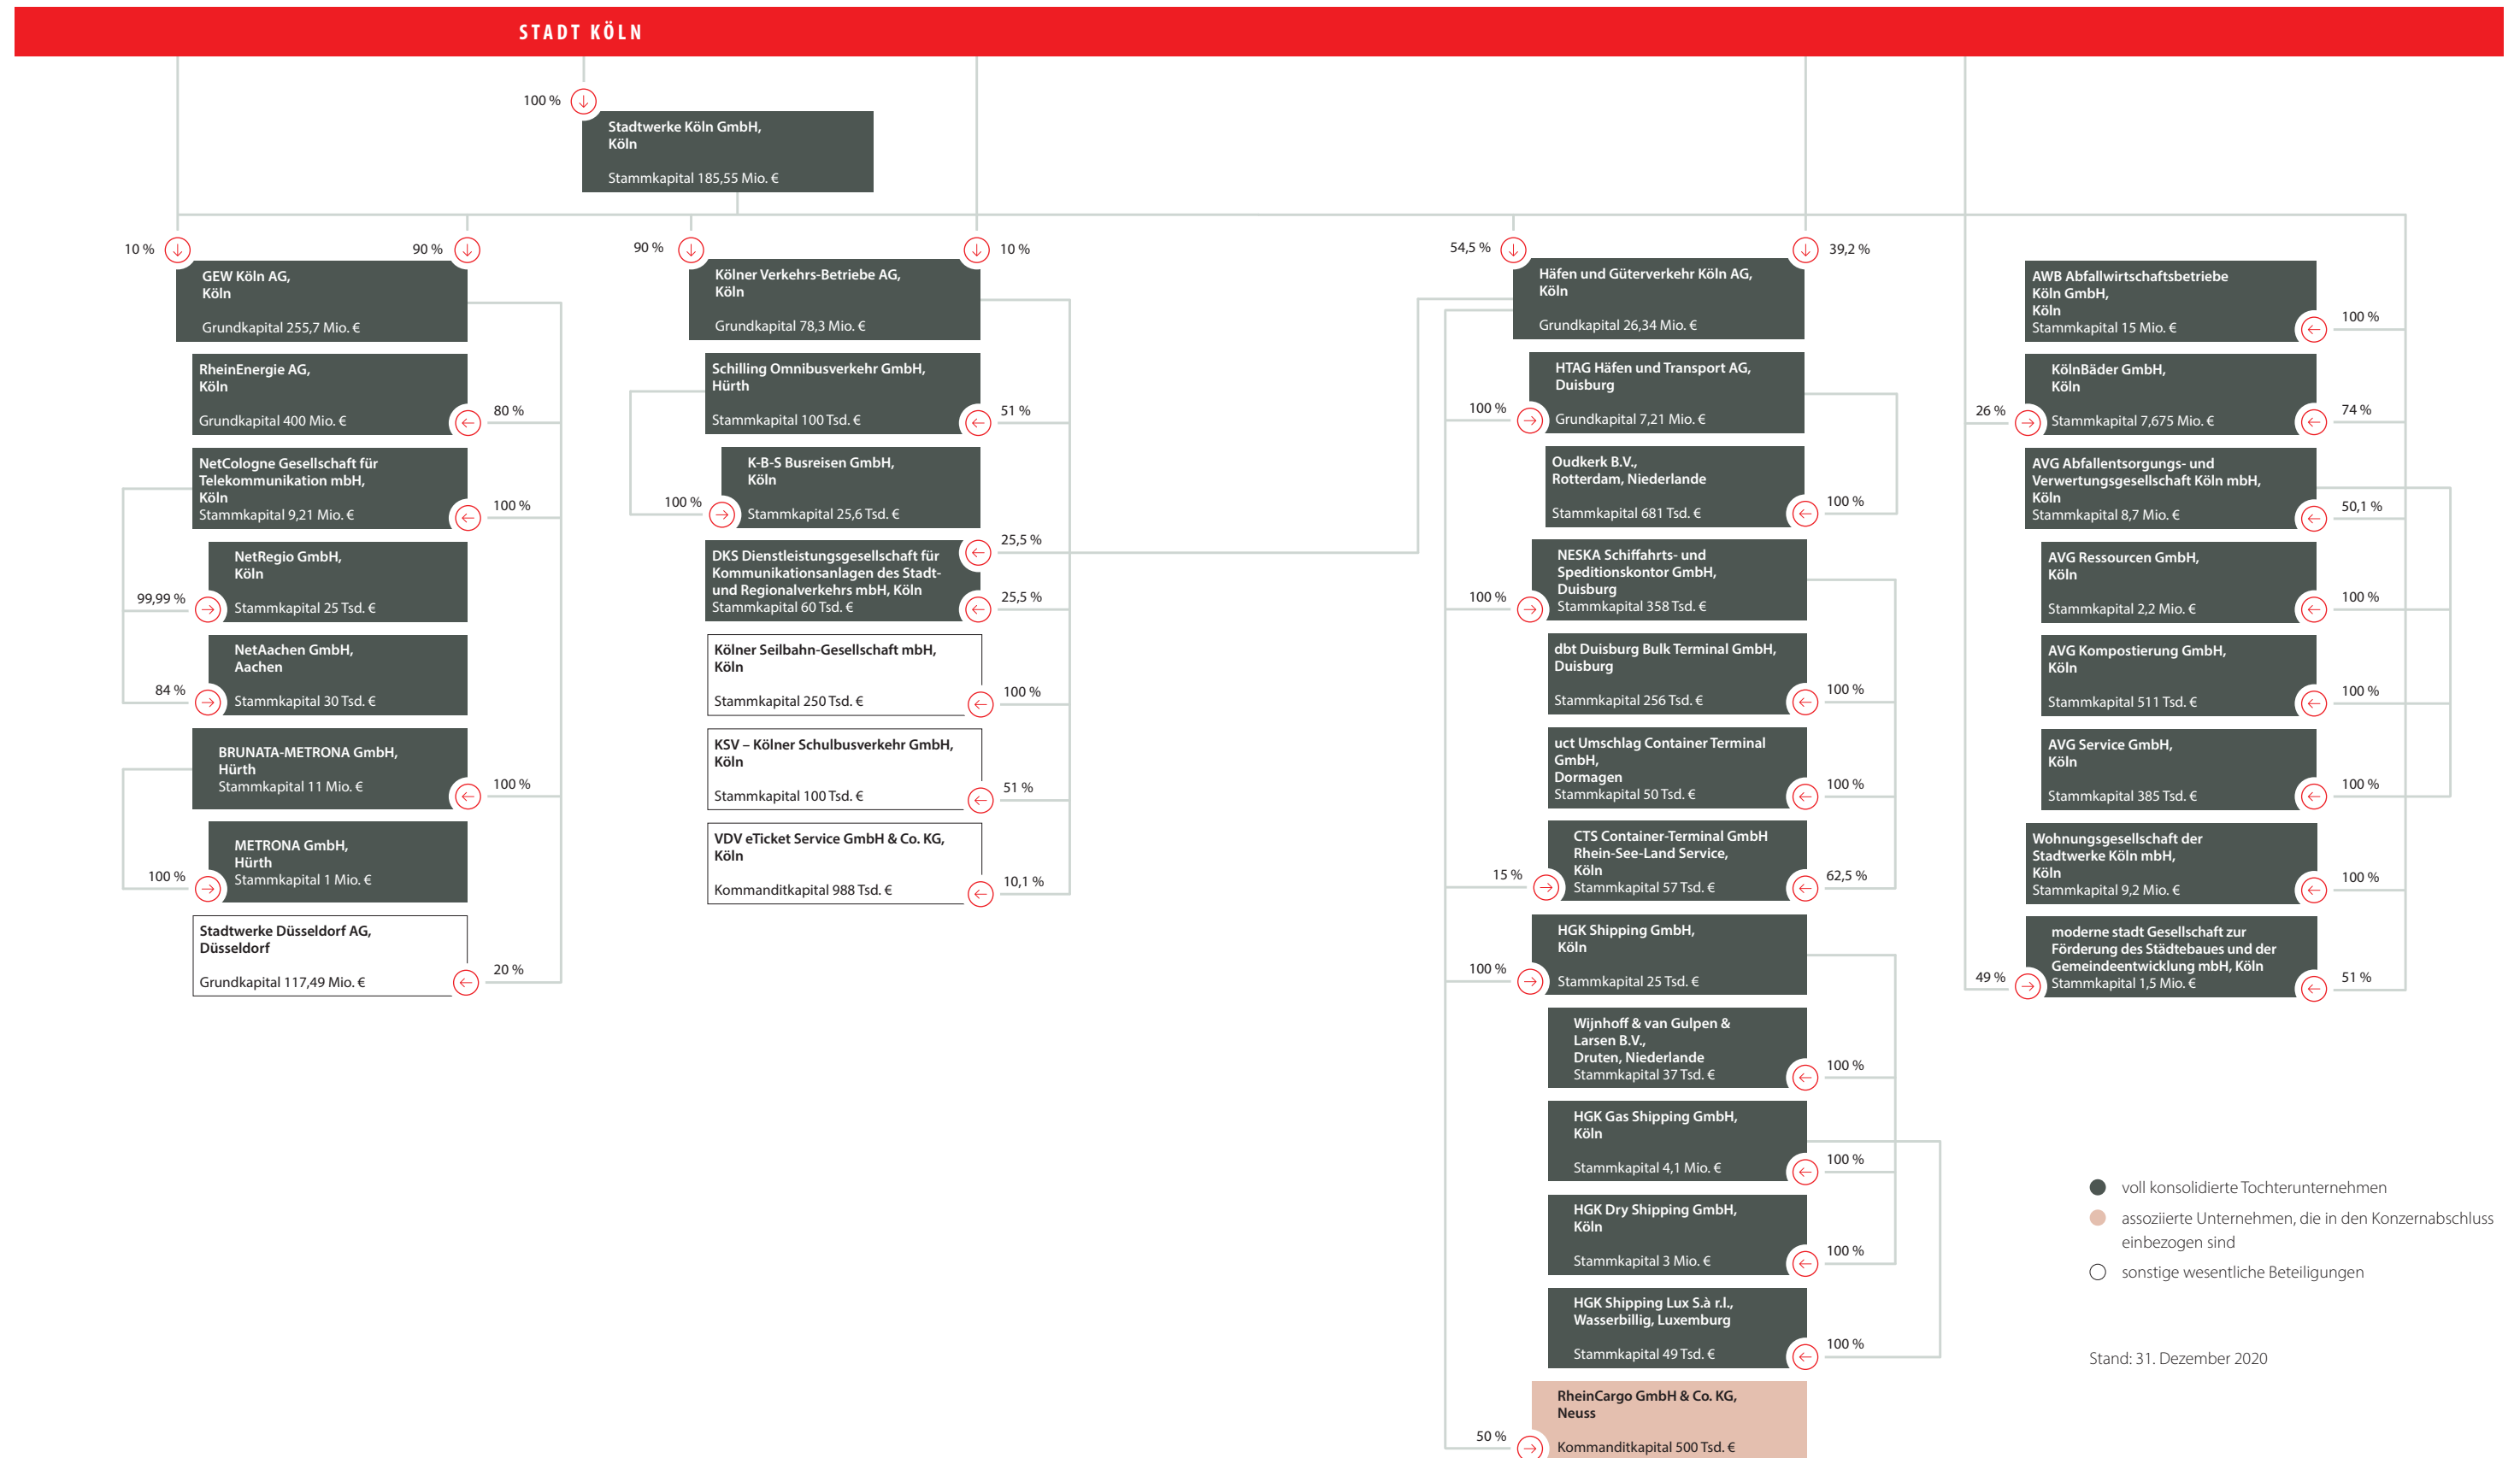 STADT KÖLN
100 %
Stadtwerke Köln GmbH,
Köln
Stammkapital 185,55 Mio. €
10 %
90 %
GEW Köln AG,
Köln
Grundkapital 255,7 Mio. €
RheinEnergie AG,
Köln
Grundkapital 400 Mio. €
80 %
NetCologne Gesellschaft für
Telekommunikation mbH,
Köln
Stammkapital 9,21 Mio. €
100 %
NetRegio GmbH,
Köln
Stammkapital 25 Tsd. €
99,99 %
NetAachen GmbH,
Aachen
Stammkapital 30 Tsd. €
84 %
BRUNATA-METRONA GmbH,
Hürth
Stammkapital 11 Mio. €
100 %
METRONA GmbH,
Hürth
Stammkapital 1 Mio. €
100 %
Stadtwerke Düsseldorf AG,
Düsseldorf
Grundkapital 117,49 Mio. €
20 %
90 %
10 %
Kölner Verkehrs-Betriebe AG,
Köln
Grundkapital 78,3 Mio. €
Schilling Omnibusverkehr GmbH,
Hürth
Stammkapital 100 Tsd. €
51 %
K-B-S Busreisen GmbH,
Köln
Stammkapital 25,6 Tsd. €
100 %
DKS Dienstleistungsgesellschaft für
Kommunikationsanlagen des Stadt-
und Regionalverkehrs mbH, Köln
Stammkapital 60 Tsd. €
25,5 %
25,5 %
Kölner Seilbahn-Gesellschaft mbH,
Köln
Stammkapital 250 Tsd. €
100 %
KSV – Kölner Schulbusverkehr GmbH,
Köln
Stammkapital 100 Tsd. €
51 %
VDV eTicket Service GmbH & Co. KG,
Köln
Kommanditkapital 988 Tsd. €
10,1 %
54,5 %
39,2 %
Häfen und Güterverkehr Köln AG,
Köln
Grundkapital 26,34 Mio. €
HTAG Häfen und Transport AG,
Duisburg
Grundkapital 7,21 Mio. €
100 %
Oudkerk B.V.,
Rotterdam, Niederlande
Stammkapital 681 Tsd. €
100 %
NESKA Schiffahrts- und
Speditionskontor GmbH,
Duisburg
Stammkapital 358 Tsd. €
100 %
dbt Duisburg Bulk Terminal GmbH,
Duisburg
Stammkapital 256 Tsd. €
100 %
uct Umschlag Container Terminal
GmbH,
Dormagen
Stammkapital 50 Tsd. €
100 %
CTS Container-Terminal GmbH
Rhein-See-Land Service,
Köln
Stammkapital 57 Tsd. €
15 %
62,5 %
HGK Shipping GmbH,
Köln
Stammkapital 25 Tsd. €
100 %
Wijnhoff & van Gulpen &
Larsen B.V.,
Druten, Niederlande
Stammkapital 37 Tsd. €
100 %
HGK Gas Shipping GmbH,
Köln
Stammkapital 4,1 Mio. €
100 %
HGK Dry Shipping GmbH,
Köln
Stammkapital 3 Mio. €
100 %
HGK Shipping Lux S.à r.l.,
Wasserbillig, Luxemburg
Stammkapital 49 Tsd. €
100 %
RheinCargo GmbH & Co. KG,
Neuss
Kommanditkapital 500 Tsd. €
50 %
AWB Abfallwirtschaftsbetriebe
Köln GmbH,
Köln
Stammkapital 15 Mio. €
100 %
KölnBäder GmbH,
Köln
Stammkapital 7,675 Mio. €
26 %
74 %
AVG Abfallentsorgungs- und
Verwertungsgesellschaft Köln mbH,
Köln
Stammkapital 8,7 Mio. €
50,1 %
AVG Ressourcen GmbH,
Köln
Stammkapital 2,2 Mio. €
100 %
AVG Kompostierung GmbH,
Köln
Stammkapital 511 Tsd. €
100 %
AVG Service GmbH,
Köln
Stammkapital 385 Tsd. €
100 %
Wohnungsgesellschaft der
Stadtwerke Köln mbH,
Köln
Stammkapital 9,2 Mio. €
100 %
moderne stadt Gesellschaft zur
Förderung des Städtebaues und der
Gemeindeentwicklung mbH, Köln
Stammkapital 1,5 Mio. €
49 %
51 %
voll konsolidierte Tochterunternehmen
assoziierte Unternehmen, die in den Konzernabschluss
einbezogen sind
sonstige wesentliche Beteiligungen
Stand: 31. Dezember 2020